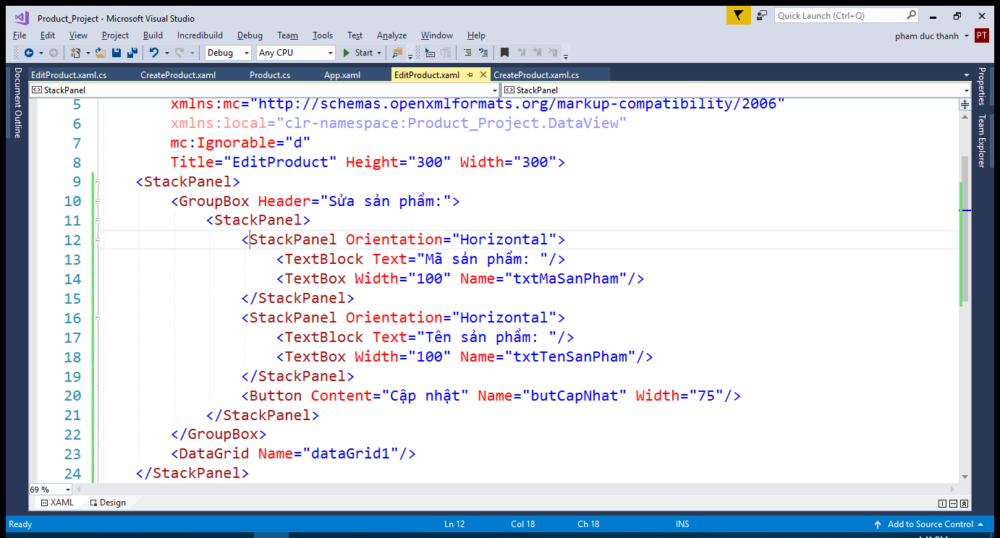 Product_Project - Microsoft Visual Studio
Quick Launch (Ctrl+Q)
File Edit View Project Build Incredibuild Debug Team Tools Test Analyze Window Help
pham duc thanh PT
Debug Any CPU Start
Document Outline
EditProduct.xaml.cs CreateProduct.xaml Product.cs App.xaml EditProduct.xaml CreateProduct.xaml.cs
Properties
Team Explorer
StackPanel StackPanel
5 xmlns:mc="http://schemas.openxmlformats.org/markup-compatibility/2006"
6 xmlns:local="clr-namespace:Product_Project.DataView"
7 mc:Ignorable="d"
8 Title="EditProduct" Height="300" Width="300">
9 <StackPanel>
10 <GroupBox Header="Sửa sản phẩm:">
11 <StackPanel>
12 <StackPanel Orientation="Horizontal">
13 <TextBlock Text="Mã sản phẩm: "/>
14 <TextBox Width="100" Name="txtMaSanPham"/>
15 </StackPanel>
16 <StackPanel Orientation="Horizontal">
17 <TextBlock Text="Tên sản phẩm: "/>
18 <TextBox Width="100" Name="txtTenSanPham"/>
19 </StackPanel>
20 <Button Content="Cập nhật" Name="butCapNhat" Width="75"/>
21 </StackPanel>
22 </GroupBox>
23 <DataGrid Name="dataGrid1"/>
24 </StackPanel>
69 %
XAML Design
Ready Ln 12 Col 18 Ch 18 INS Add to Source Control